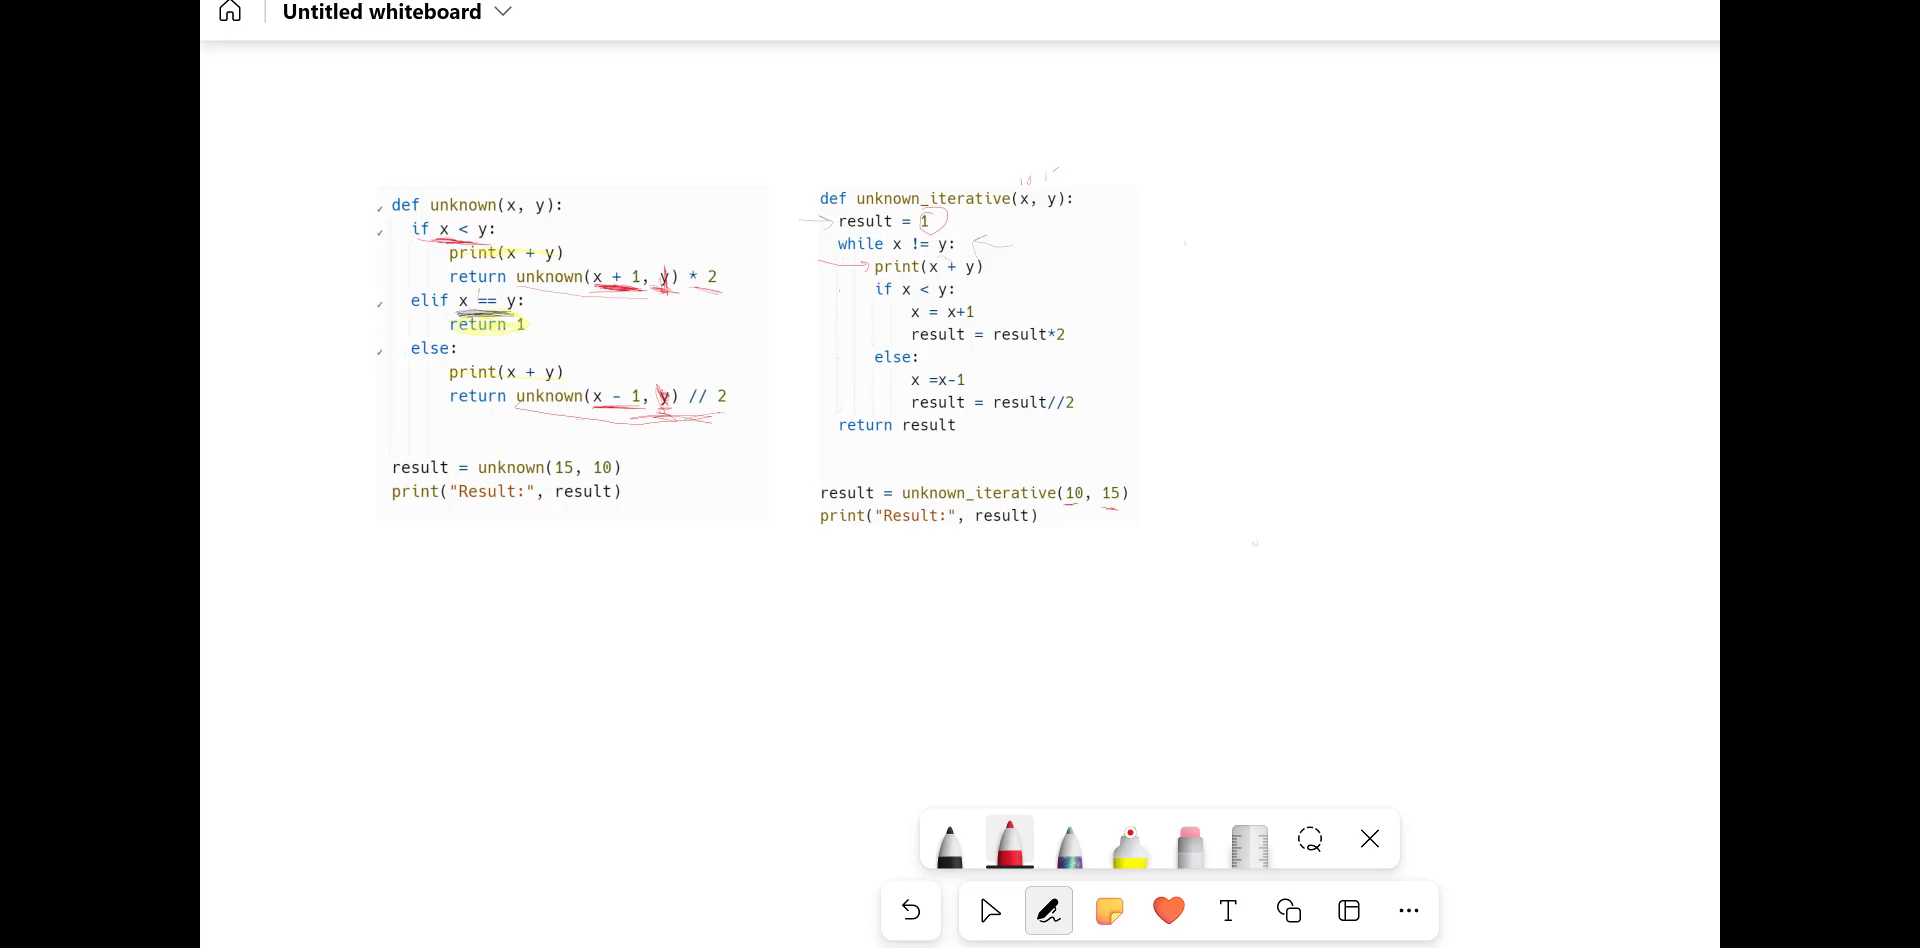 Untitled whiteboard
def unknown(x, y):
if x < y:
print(x + y)
return unknown(x + 1, y) * 2
elif x == y:
return 1
else:
print(x + y)
return unknown(x - 1, y) // 2
result = unknown(15, 10)
print("Result:", result)
def unknown_iterative(x, y):
result = 1
while x != y:
print(x + y)
if x < y:
x = x+1
result = result*2
else:
x =x-1
result = result//2
return result
result = unknown_iterative(10, 15)
print("Result:", result)
T